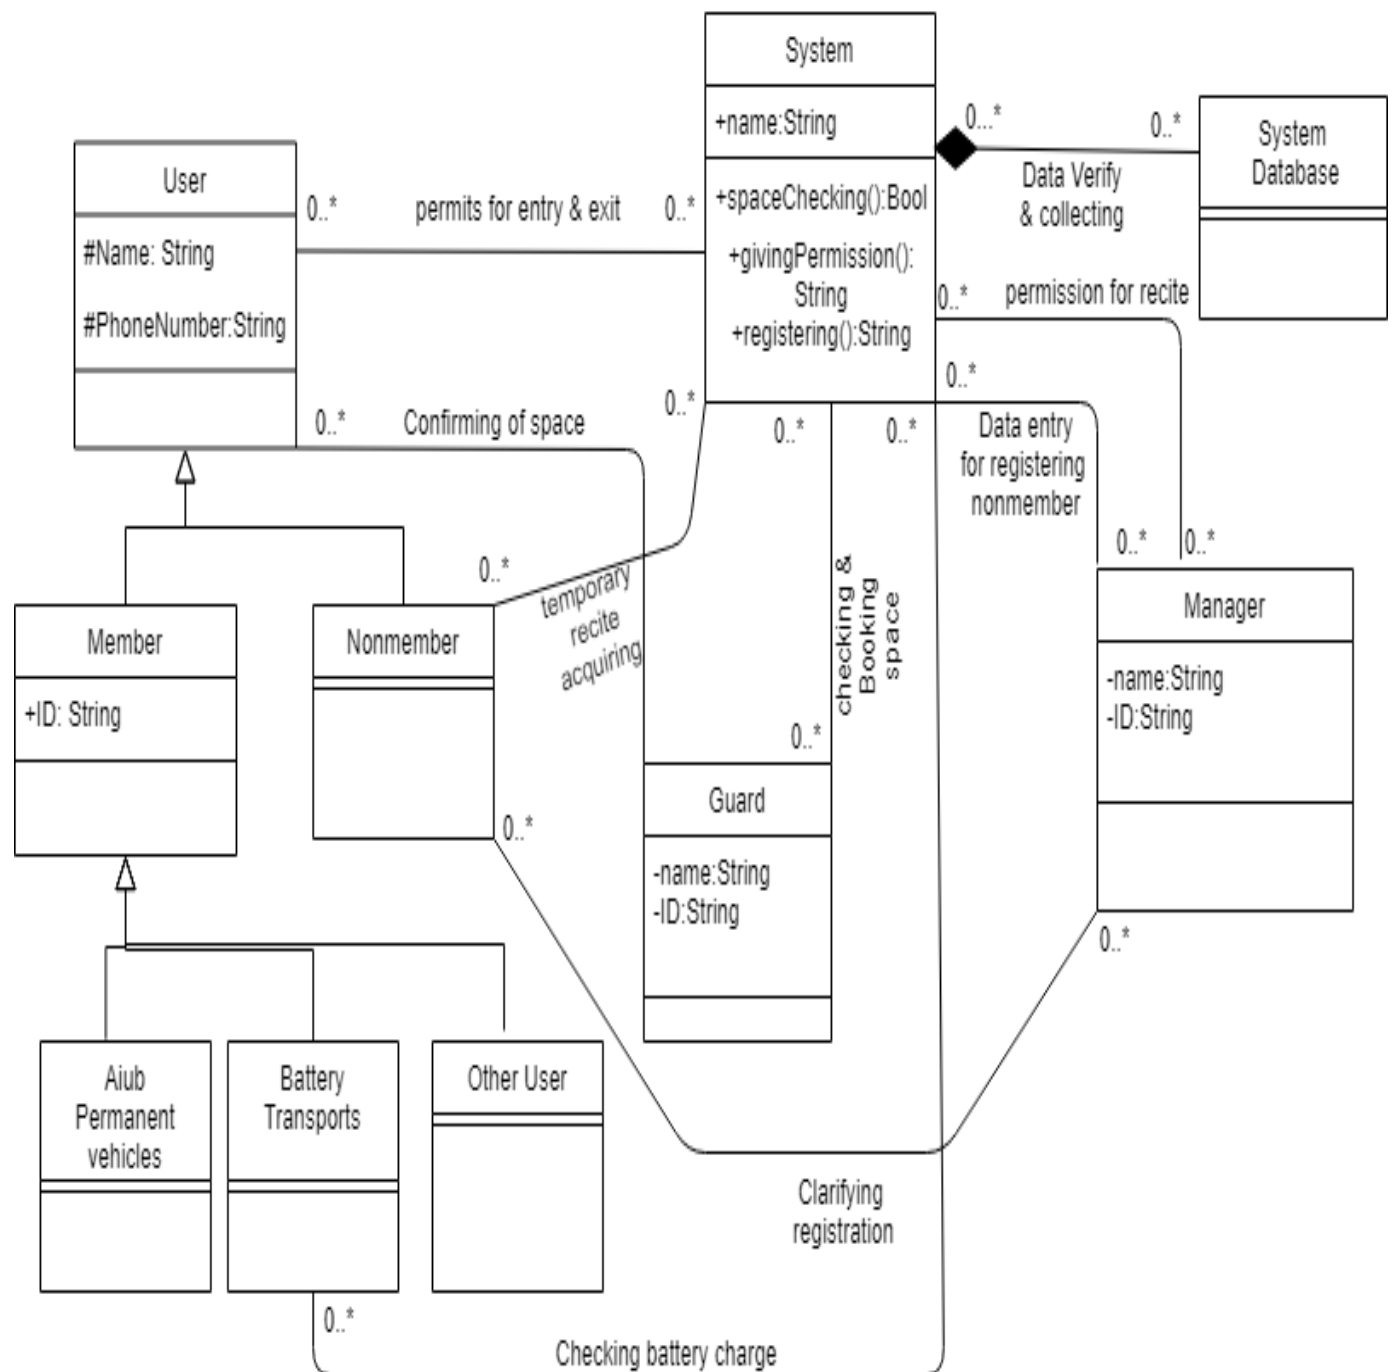 System
+name:String
+spaceChecking():Bool
+givingPermission():
String
+registering():String
0...*
0..*
Data Verify
& collecting
System
Database
User
#Name: String
#PhoneNumber:String
0..*
permits for entry & exit
0..*
0..*
permission for recite
0..*
Confirming of space
0..*
0..*
0..*
0..*
Data entry
for registering
nonmember
0..*
0..*
0..*
temporary
recite
acquiring
checking &
Booking
space
Member
+ID: String
Nonmember
0..*
0..*
Guard
-name:String
-ID:String
Manager
-name:String
-ID:String
0..*
Aiub
Permanent
vehicles
Battery
Transports
Other User
Clarifying
registration
0..*
Checking battery charge